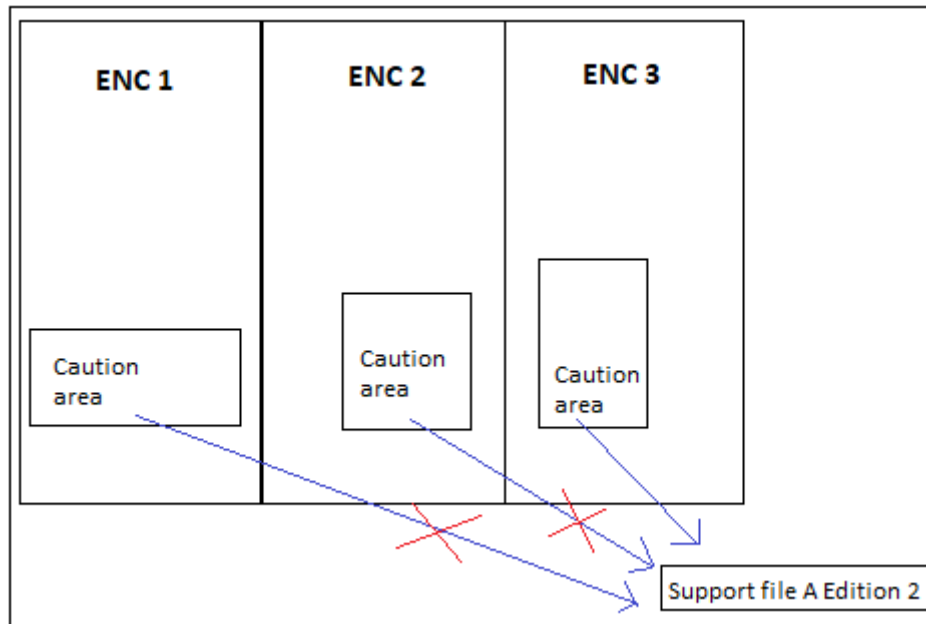 ENC 1
ENC 2
ENC 3
Caution
area
Caution
area
Caution
area
Support file A Edition 2